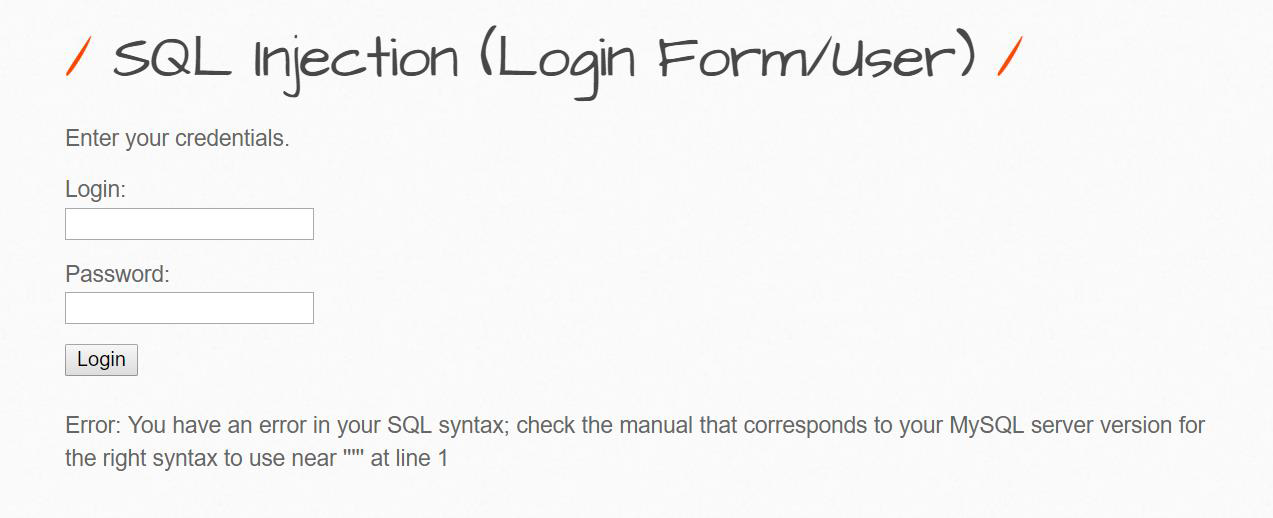 / SQL Injection (Login Form/User) /
Enter your credentials.
Login:
Password:
Login
Error: You have an error in your SQL syntax; check the manual that corresponds to your MySQL server version for
the right syntax to use near ''''' at line 1